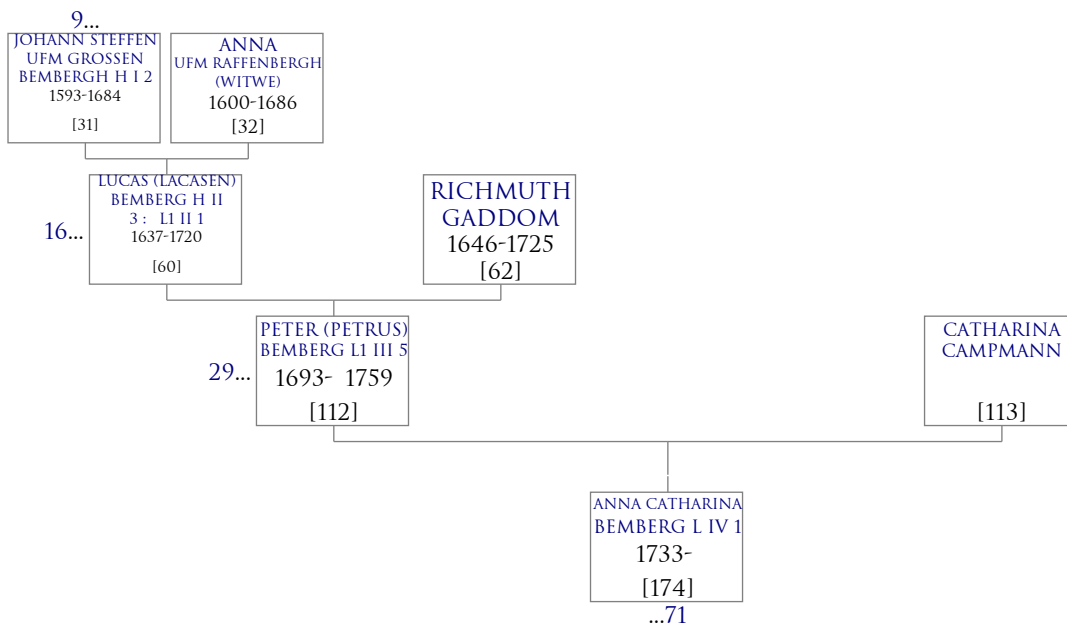 9...
JOHANN STEFFEN
UFM GROSSEN
BEMBERGH H I 2
1593-1684
[31]
ANNA
UFM RAFFENBERGH
(WITWE)
1600-1686
[32]
16...
LUCAS (LACASEN)
BEMBERG H II
3 : L1 II 1
1637-1720
[60]
RICHMUTH
GADDOM
1646-1725
[62]
29...
PETER (PETRUS)
BEMBERG L1 III 5
1693- 1759
[112]
CATHARINA
CAMPMANN
[113]
ANNA CATHARINA
BEMBERG L IV 1
1733-
[174]
...71